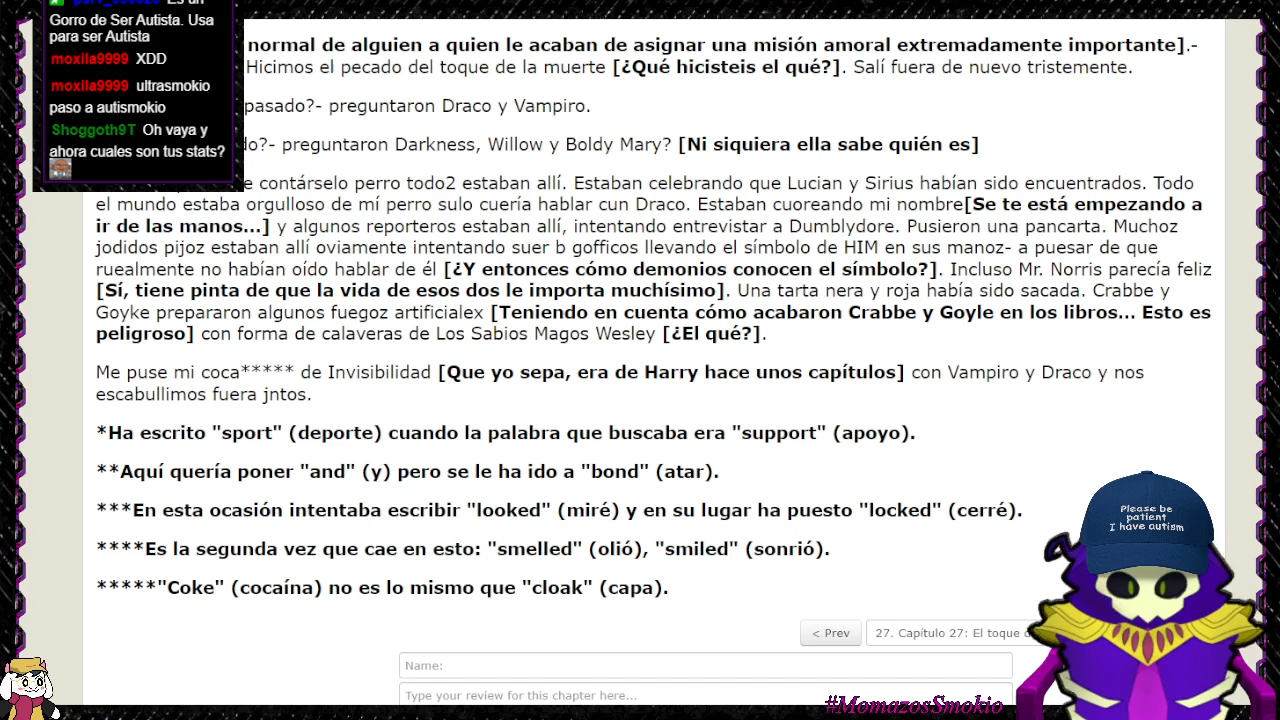 Es un
Gorro de Ser Autista. Usa
para ser Autista
moxila9999 XDD
moxila9999 ultrasmokio
paso a autismokio
Shoggoth9T Oh vaya y
ahora cuales son tus stats?
normal de alguien a quien le acaban de asignar una misión amoral extremadamente importante].-
Hicimos el pecado del toque de la muerte [¿Qué hicisteis el qué?]. Salí fuera de nuevo tristemente.
pasado?- preguntaron Draco y Vampiro.
do?- preguntaron Darkness, Willow y Boldy Mary? [Ni siquiera ella sabe quién es]
e contárselo perro todo2 estaban allí. Estaban celebrando que Lucian y Sirius habían sido encuentrados. Todo
el mundo estaba orgulloso de mí perro sulo cuería hablar cun Draco. Estaban cuoreando mi nombre[Se te está empezando a
ir de las manos...] y algunos reporteros estaban allí, intentando entrevistar a Dumblydore. Pusieron una pancarta. Muchoz
jodidos pijoz estaban allí oviamente intentando suer b gofficos llevando el símbolo de HIM en sus manoz- a puesar de que
ruealmente no habían oído hablar de él [¿Y entonces cómo demonios conocen el símbolo?]. Incluso Mr. Norris parecía feliz
[Sí, tiene pinta de que la vida de esos dos le importa muchísimo]. Una tarta nera y roja había sido sacada. Crabbe y
Goyke prepararon algunos fuegoz artificialex [Teniendo en cuenta cómo acabaron Crabbe y Goyle en los libros... Esto es
peligroso] con forma de calaveras de Los Sabios Magos Wesley [¿El qué?].
Me puse mi coca***** de Invisibilidad [Que yo sepa, era de Harry hace unos capítulos] con Vampiro y Draco y nos
escabullimos fuera jntos.
*Ha escrito "sport" (deporte) cuando la palabra que buscaba era "support" (apoyo).
**Aquí quería poner "and" (y) pero se le ha ido a "bond" (atar).
***En esta ocasión intentaba escribir "looked" (miré) y en su lugar ha puesto "locked" (cerré).
****Es la segunda vez que cae en esto: "smelled" (olió), "smiled" (sonrió).
*****"Coke" (cocaína) no es lo mismo que "cloak" (capa).
Please be
patient
I have autism
< Prev
27. Capítulo 27: El toque d
Name:
Type your review for this chapter here...
#MomazosSmokio